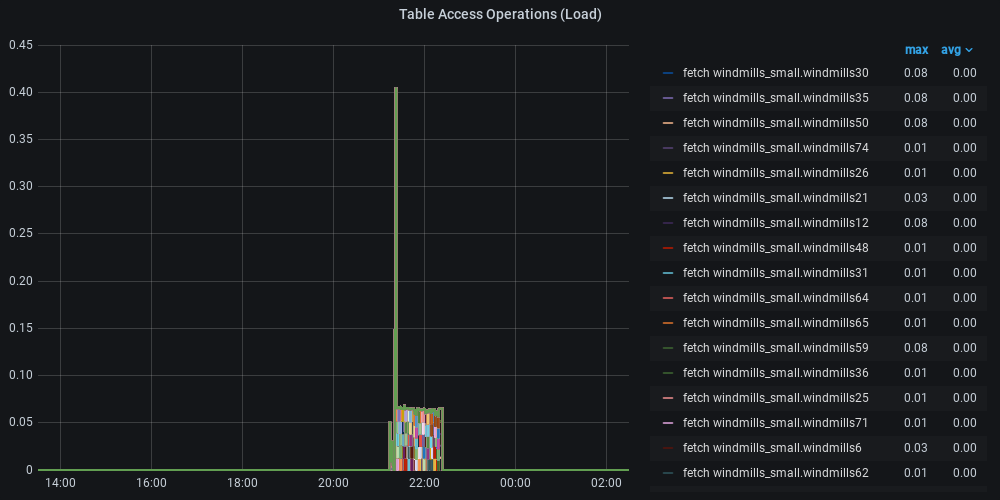 Table Access Operations (Load)
max avg
0.45
0.40
0.35
0.30
0.25
0.20
0.15
0.10
0.05
0
14:00 16:00 18:00 20:00 22:00 00:00 02:00
fetch windmills_small.windmills30 0.08 0.00
fetch windmills_small.windmills35 0.08 0.00
fetch windmills_small.windmills50 0.08 0.00
fetch windmills_small.windmills74 0.01 0.00
fetch windmills_small.windmills26 0.01 0.00
fetch windmills_small.windmills21 0.03 0.00
fetch windmills_small.windmills12 0.08 0.00
fetch windmills_small.windmills48 0.01 0.00
fetch windmills_small.windmills31 0.01 0.00
fetch windmills_small.windmills64 0.01 0.00
fetch windmills_small.windmills65 0.01 0.00
fetch windmills_small.windmills59 0.08 0.00
fetch windmills_small.windmills36 0.01 0.00
fetch windmills_small.windmills25 0.01 0.00
fetch windmills_small.windmills71 0.01 0.00
fetch windmills_small.windmills6 0.03 0.00
fetch windmills_small.windmills62 0.01 0.00